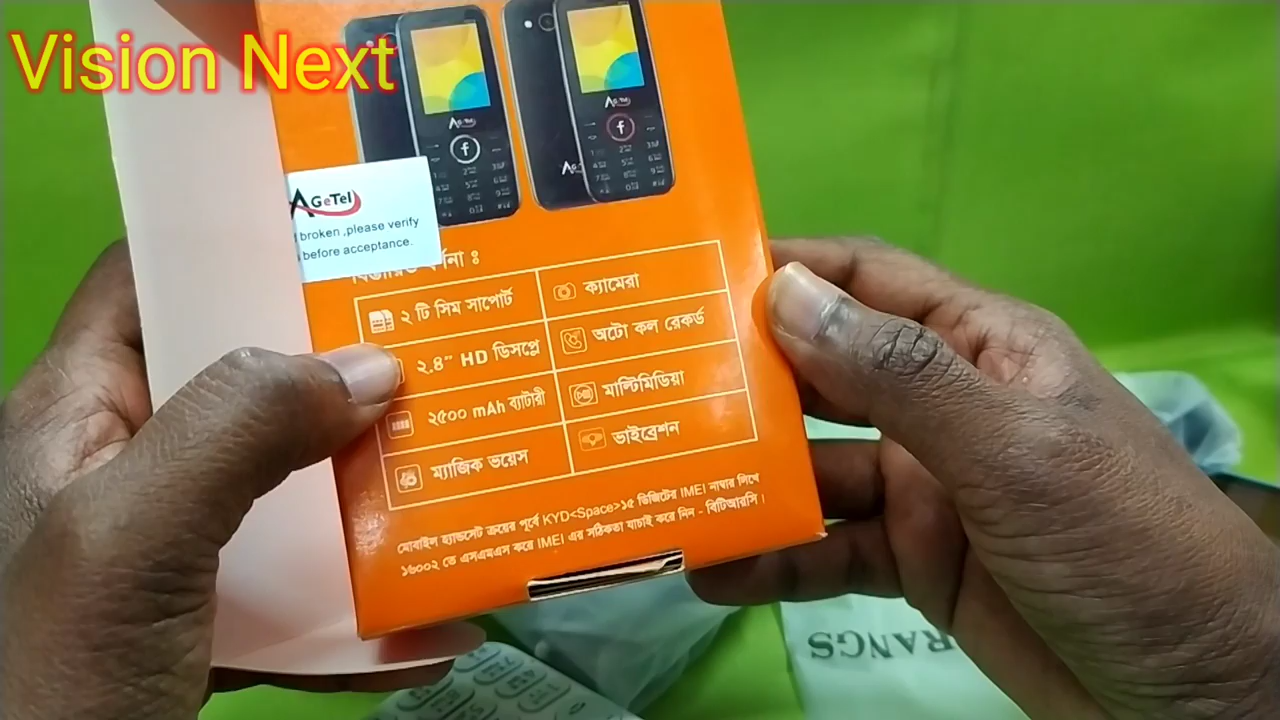 Vision Next
AGeTel
AGeTel
AGeTel
broken ,please verify
before acceptance.
২ টি সিম সাপোর্ট
ক্যামেরা
২.৪” HD ডিসপ্লে
অটো কল রেকর্ড
২৫০০ mAh ব্যাটারী
মাল্টিমিডিয়া
ম্যাজিক ভয়েস
ভাইব্রেশন
মোবাইল হ্যান্ডসেট ক্রয়ের পূর্বে KYD<Space>১৫ ডিজিটের IMEI নাম্বার লিখে
১৬০০২ তে এসএমএস করে IMEI এর সঠিকতা যাচাই করে নিন - বিটিআরসি।
RANGS